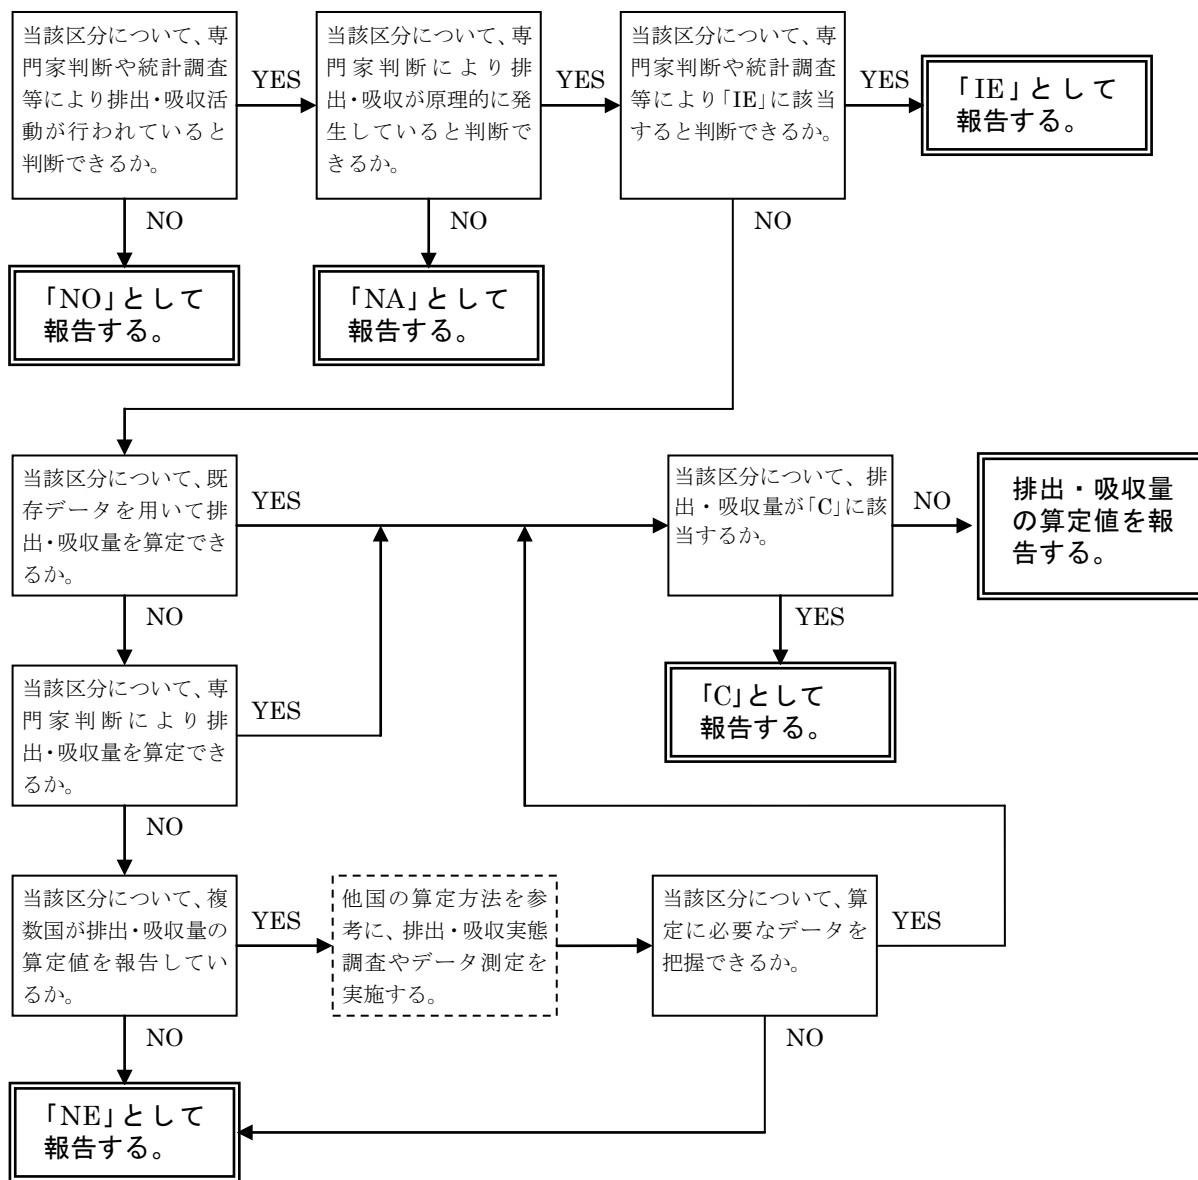 当該区分について、専
門家判断や統計調査
等により排出・吸収活
動が行われていると
判断できるか。
YES
当該区分について、専
門家判断により排
出・吸収が原理的に発
生していると判断で
きるか。
YES
当該区分について、専
門家判断や統計調査
等により「IE」に該当
すると判断できるか。
YES
「IE」として
報告する。
NO
NO
NO
「NO」として
報告する。
「NA」として
報告する。
当該区分について、既
存データを用いて排
出・吸収量を算定でき
るか。
YES
当該区分について、排
出・吸収量が「C」に該
当するか。
NO
排出・吸収量
の算定値を報
告する。
NO
YES
当該区分について、専
門家判断により排
出・吸収量を算定でき
るか。
YES
「C」として
報告する。
NO
当該区分について、複
数国が排出・吸収量の
算定値を報告してい
るか。
YES
他国の算定方法を参
考に、排出・吸収実態
調査やデータ測定を
実施する。
当該区分について、算
定に必要なデータを
把握できるか。
YES
NO
NO
「NE」として
報告する。